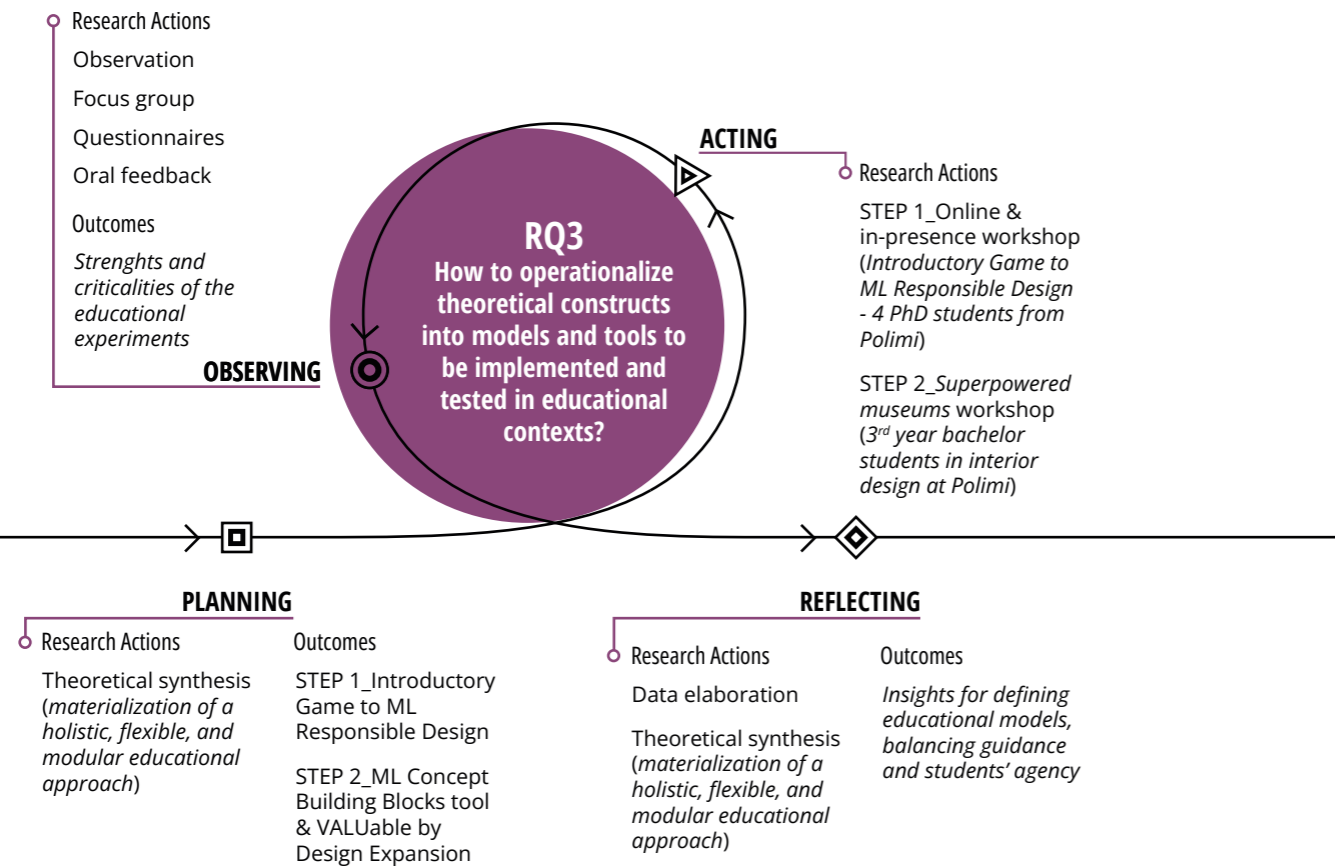 Research Actions
Observation
Focus group
Questionnaires
Oral feedback
Outcomes
Strenghts and
criticalities of the
educational
experiments
OBSERVING
RQ3
How to operationalize
theoretical constructs
into models and tools to
be implemented and
tested in educational
contexts?
ACTING
Research Actions
STEP 1_Online &
in-presence workshop
(Introductory Game to
ML Responsible Design
- 4 PhD students from
Polimi)
STEP 2_Superpowered
museums workshop
(3rd year bachelor
students in interior
design at Polimi)
PLANNING
Research Actions
Theoretical synthesis
(materialization of a
holistic, flexible, and
modular educational
approach)
Outcomes
STEP 1_Introductory
Game to ML
Responsible Design
STEP 2_ML Concept
Building Blocks tool
& VALUable by
Design Expansion
REFLECTING
Research Actions
Data elaboration
Theoretical synthesis
(materialization of a
holistic, flexible, and
modular educational
approach)
Outcomes
Insights for defining
educational models,
balancing guidance
and students’ agency